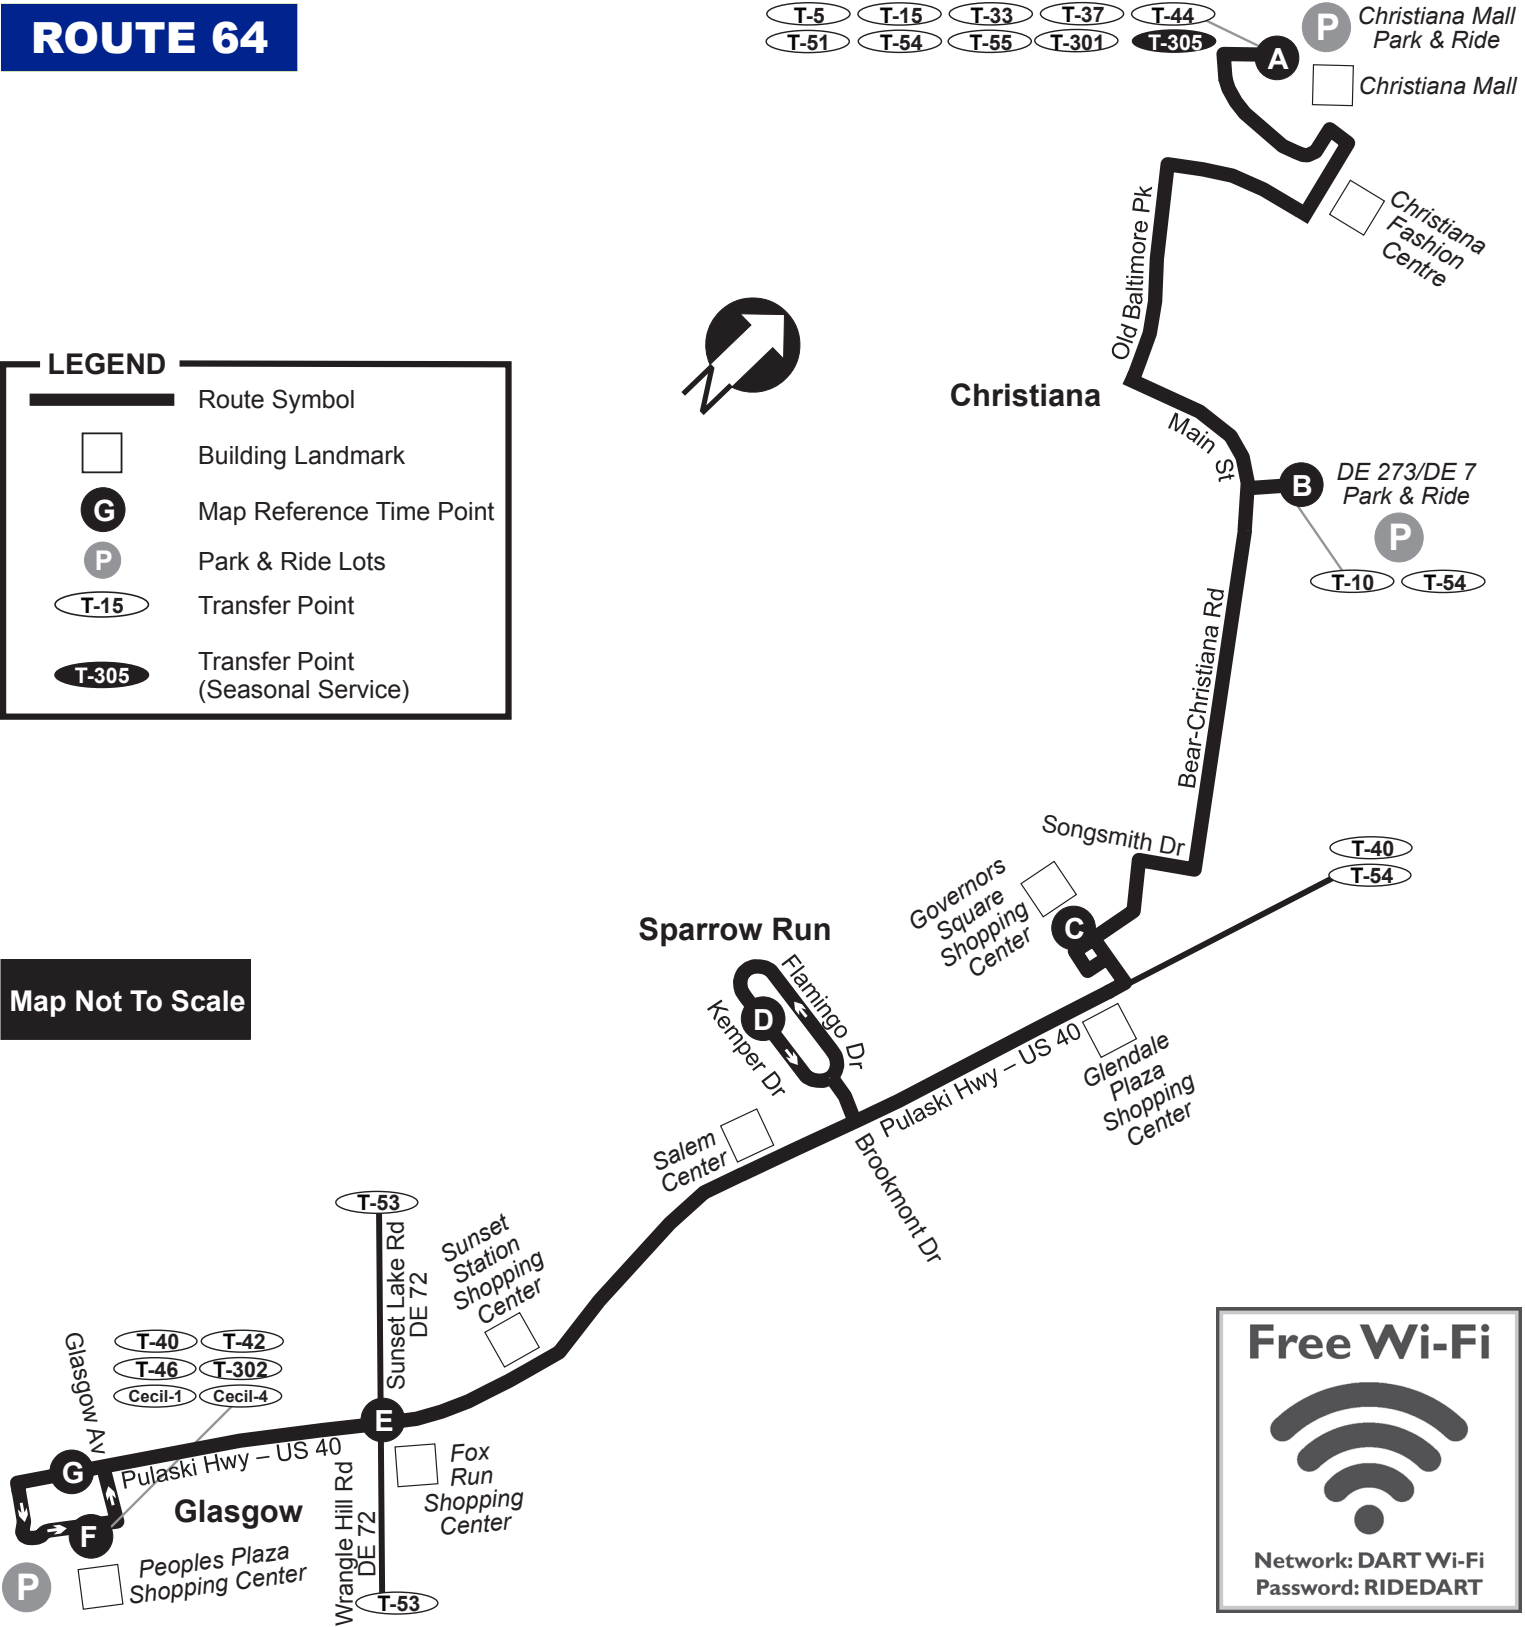 ROUTE 64
T-5 T-15 T-33 T-37 T-44
T-51 T-54 T-55 T-301 T-305
A
P
Christiana Mall
Park & Ride
Christiana Mall
Christiana
Fashion
Centre
Old Baltimore Pk
Christiana
Main St
B
DE 273/DE 7
Park & Ride
P
T-10 T-54
LEGEND
Route Symbol
Building Landmark
G Map Reference Time Point
P Park & Ride Lots
T-15 Transfer Point
T-305 Transfer Point
(Seasonal Service)
Bear-Christiana Rd
Songsmith Dr
T-40
T-54
Governors
Square
Shopping
Center
C
Sparrow Run
Flamingo Dr
D
Kemper Dr
Map Not To Scale
Glendale
Plaza
Shopping
Center
Pulaski Hwy – US 40
Brookmont Dr
Salem
Center
T-53
Sunset Lake Rd
DE 72
Sunset
Station
Shopping
Center
Glasgow Av
T-40 T-42
T-46 T-302
Cecil-1 Cecil-4
E
G
Pulaski Hwy – US 40
Glasgow
F
P
Peoples Plaza
Shopping Center
Wrangle Hill Rd
DE 72
Fox
Run
Shopping
Center
T-53
Free Wi-Fi
Network: DART Wi-Fi
Password: RIDEDART